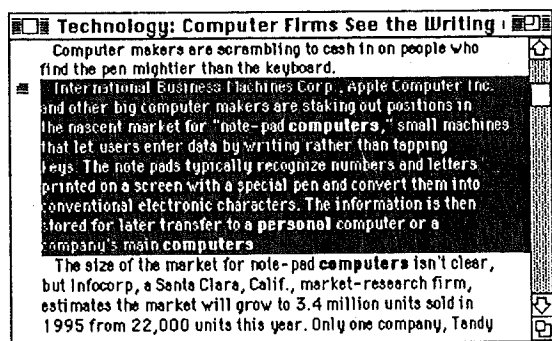 Technology: Computer Firms See the Writing
Computer makers are scrambling to cash in on people who
find the pen mightier than the keyboard.
International Business Machines Corp., Apple Computer Inc.
and other big computer makers are staking out positions in
the nascent market for "note-pad computers," small machines
that let users enter data by writing rather than tapping
keys. The note pads typically recognize numbers and letters
printed on a screen with a special pen and convert them into
conventional electronic characters. The information is then
stored for later transfer to a personal computer or a
company's main computers
The size of the market for note-pad computers isn't clear,
but Infocorp, a Santa Clara, Calif., market-research firm,
estimates the market will grow to 3.4 million units sold in
1995 from 22,000 units this year. Only one company, Tandy